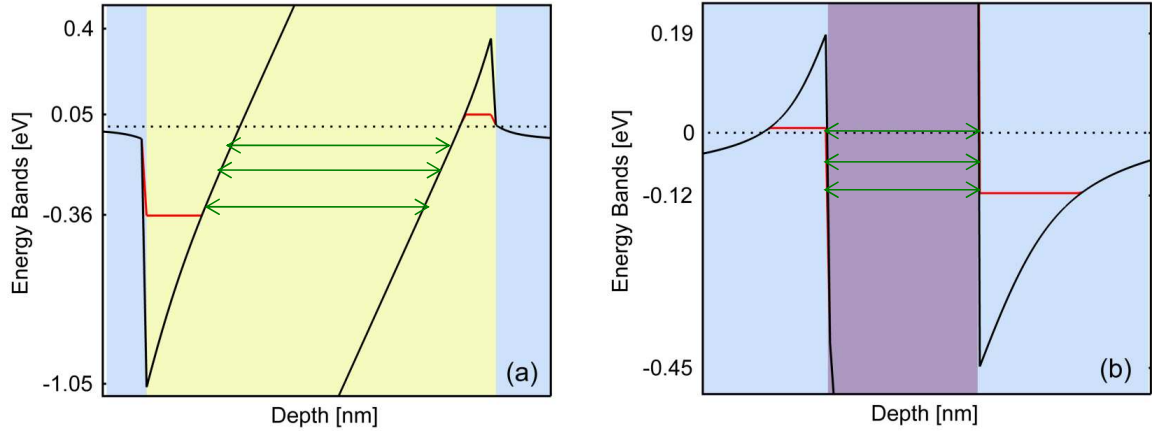 0.4
0.05
-0.36
-1.05
Energy Bands [eV]
Depth [nm]
(a)
0.19
0
-0.12
-0.45
Energy Bands [eV]
Depth [nm]
(b)